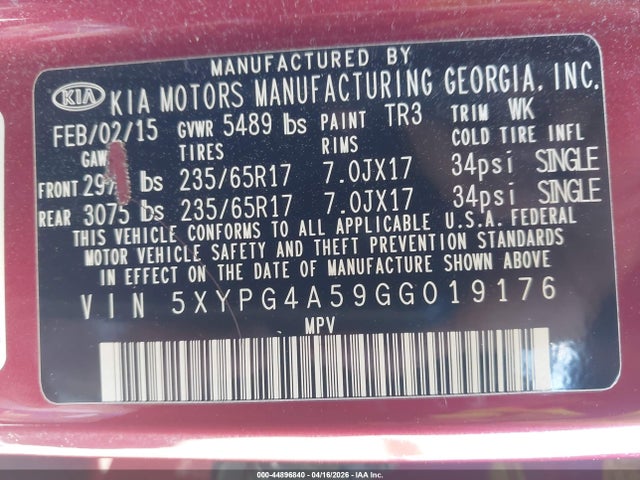 MANUFACTURED BY
KIA KIA MOTORS MANUFACTURING GEORGIA, INC.
FEB/02/15 GVWR 5489 lbs PAINT TR3 TRIM WK
TIRES RIMS COLD TIRE INFL
FRONT lbs 235/65R17 7.0JX17 34psi SINGLE
REAR 3075 lbs 235/65R17 7.0JX17 34psi SINGLE
THIS VEHICLE CONFORMS TO ALL APPLICABLE U.S.A. FEDERAL
MOTOR VEHICLE SAFETY AND THEFT PREVENTION STANDARDS
IN EFFECT ON THE DATE OF MANUFACTURE SHOWN ABOVE
VIN 5XYPG4A59GG019176
MPV
000-44896840 - 04/16/2026 - IAA Inc.